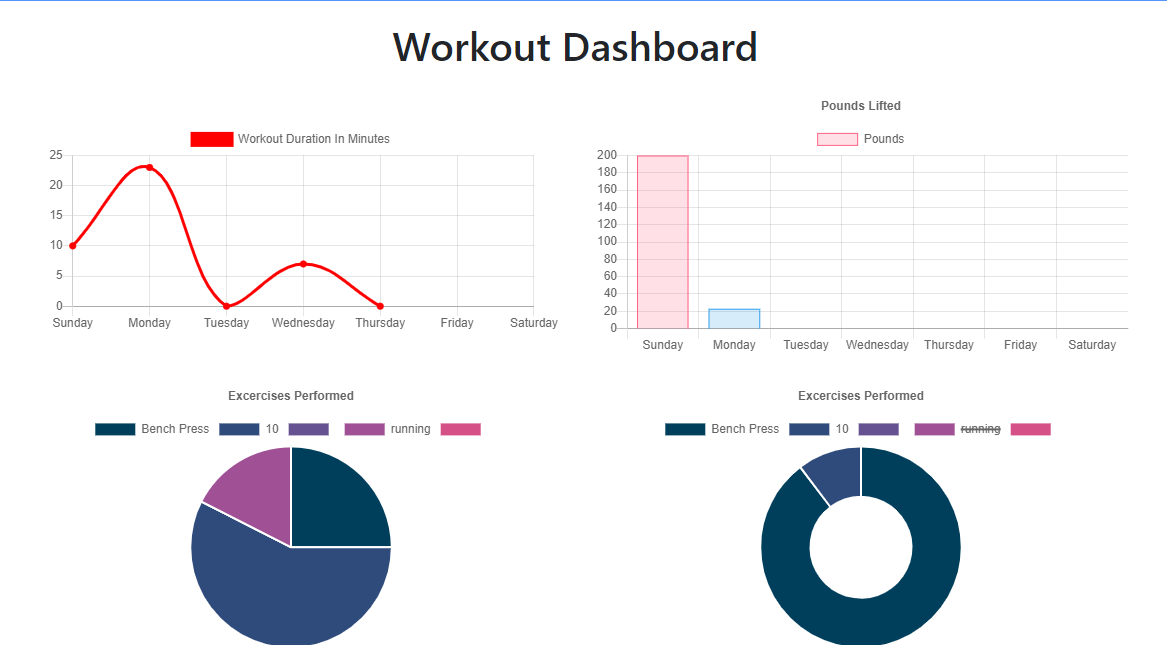 Workout Dashboard
Workout Duration In Minutes
25
20
15
10
5
0
Sunday Monday Tuesday Wednesday Thursday Friday Saturday
Pounds Lifted
Pounds
200
180
160
140
120
100
80
60
40
20
0
Sunday Monday Tuesday Wednesday Thursday Friday Saturday
Excercises Performed
Bench Press 10 running
Excercises Performed
Bench Press 10 running